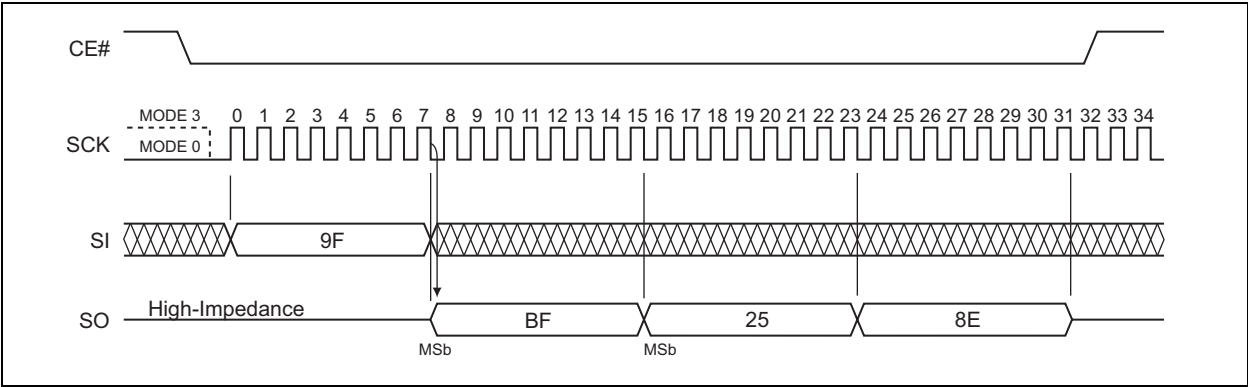 CE#
MODE 3
0 1 2 3 4 5 6 7 8 9 10 11 12 13 14 15 16 17 18 19 20 21 22 23 24 25 26 27 28 29 30 31 32 33 34
SCK
MODE 0
SI
9F
High-Impedance
SO
BF
25
8E
MSb
MSb